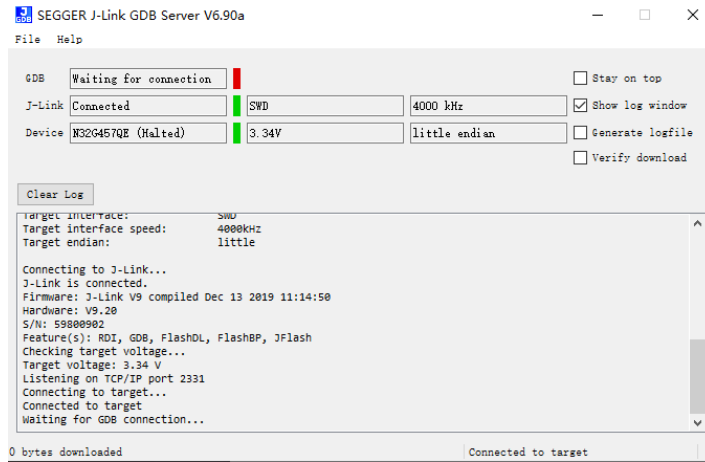 SEGGER J-Link GDB Server V6.90a
File Help
GDB Waiting for connection Stay on top
J-Link Connected SWD 4000 kHz Show log window
Device N32G457QE (Halted) 3.34V little endian Generate logfile
Verify download
Clear Log
Target interface: SWD
Target interface speed: 4000kHz
Target endian: little
Connecting to J-Link...
J-Link is connected.
Firmware: J-Link V9 compiled Dec 13 2019 11:14:50
Hardware: V9.20
S/N: 59800902
Feature(s): RDI, GDB, FlashDL, FlashBP, JFlash
Checking target voltage...
Target voltage: 3.34 V
Listening on TCP/IP port 2331
Connecting to target...
Connected to target
Waiting for GDB connection...
0 bytes downloaded Connected to target